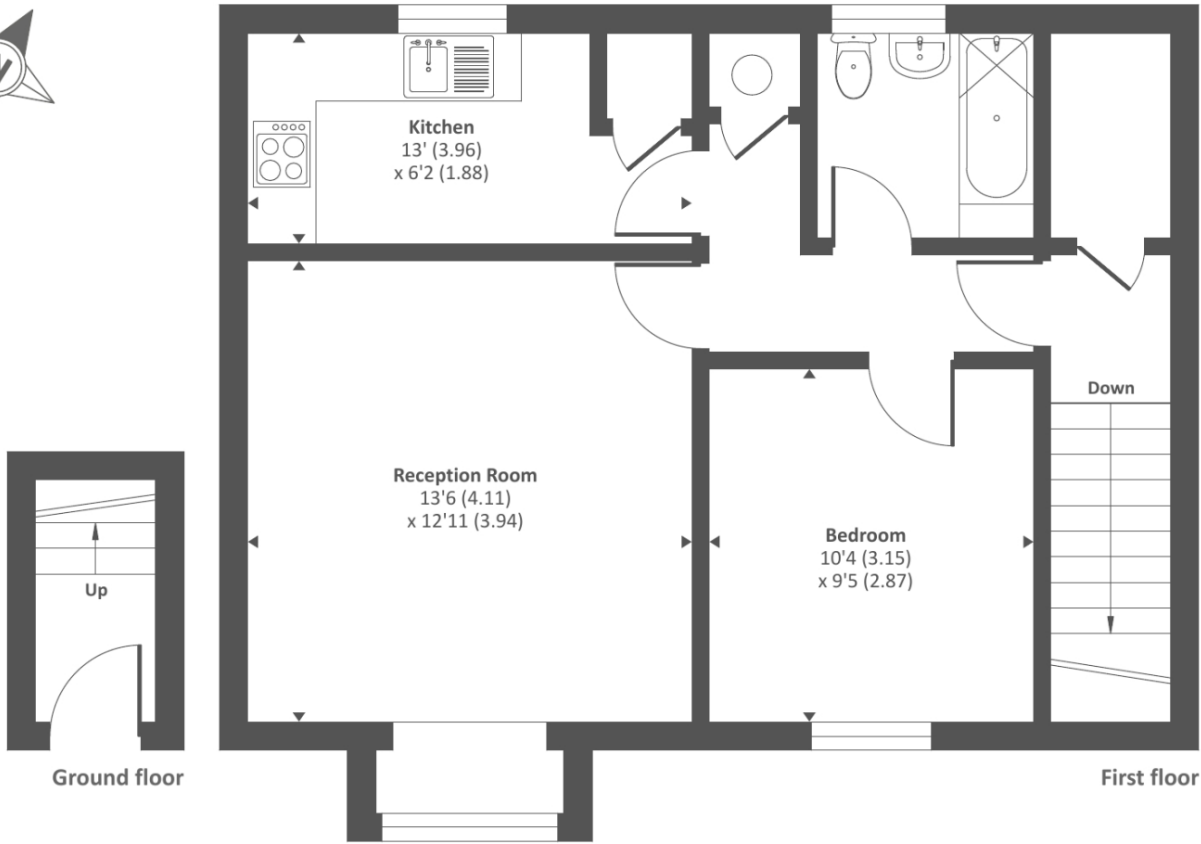 Kitchen
13' (3.96)
x 6'2 (1.88)
Down
Reception Room
13'6 (4.11)
x 12'11 (3.94)
Bedroom
10'4 (3.15)
x 9'5 (2.87)
Up
Ground floor
First floor